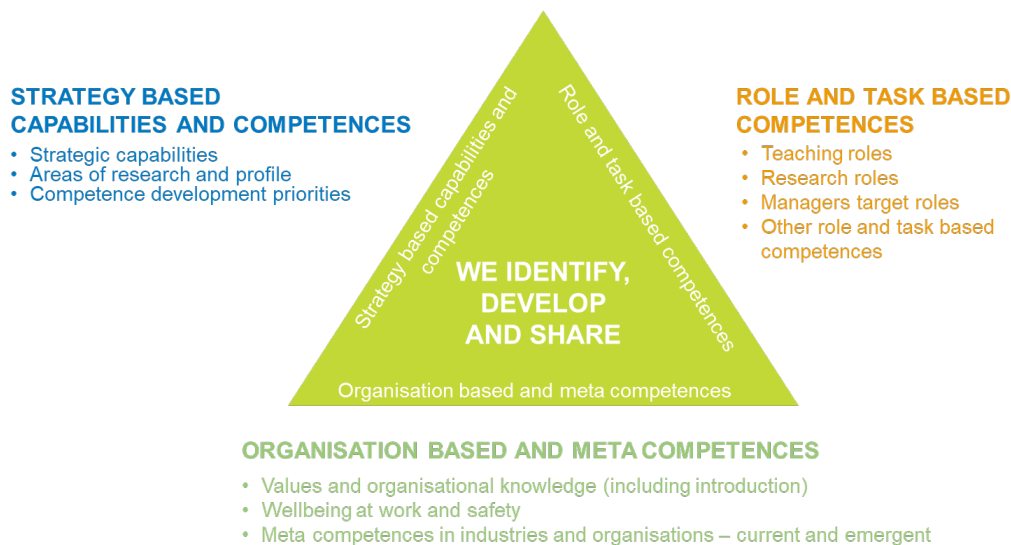 STRATEGY BASED
CAPABILITIES AND COMPETENCES
• Strategic capabilities
• Areas of research and profile
• Competence development priorities
Strategy based capabilities and
competences
Role and task based competences
WE IDENTIFY,
DEVELOP
AND SHARE
Organisation based and meta competences
ROLE AND TASK BASED
COMPETENCES
• Teaching roles
• Research roles
• Managers target roles
• Other role and task based
competences
ORGANISATION BASED AND META COMPETENCES
• Values and organisational knowledge (including introduction)
• Wellbeing at work and safety
• Meta competences in industries and organisations – current and emergent